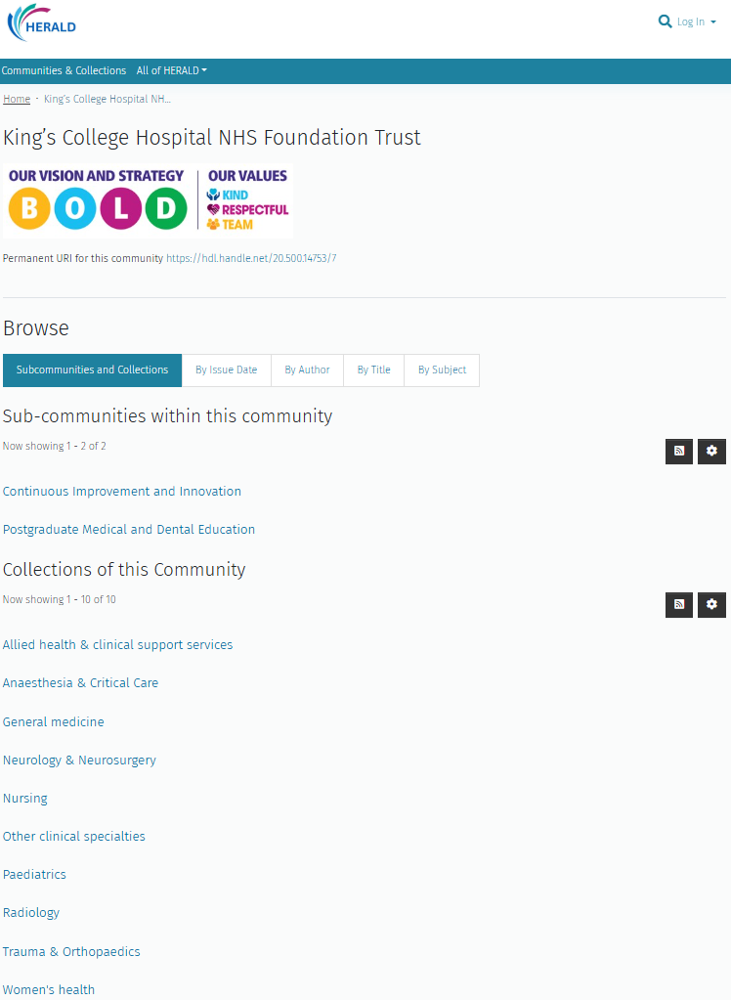 HERALD
Log In
Communities & Collections All of HERALD
Home · King's College Hospital NH...
King’s College Hospital NHS Foundation Trust
OUR VISION AND STRATEGY OUR VALUES
B O L D
KIND
RESPECTFUL
TEAM
Permanent URI for this community https://hdl.handle.net/20.500.14753/7
Browse
Subcommunities and Collections By Issue Date By Author By Title By Subject
Sub-communities within this community
Now showing 1 - 2 of 2
Continuous Improvement and Innovation
Postgraduate Medical and Dental Education
Collections of this Community
Now showing 1 - 10 of 10
Allied health & clinical support services
Anaesthesia & Critical Care
General medicine
Neurology & Neurosurgery
Nursing
Other clinical specialties
Paediatrics
Radiology
Trauma & Orthopaedics
Women's health